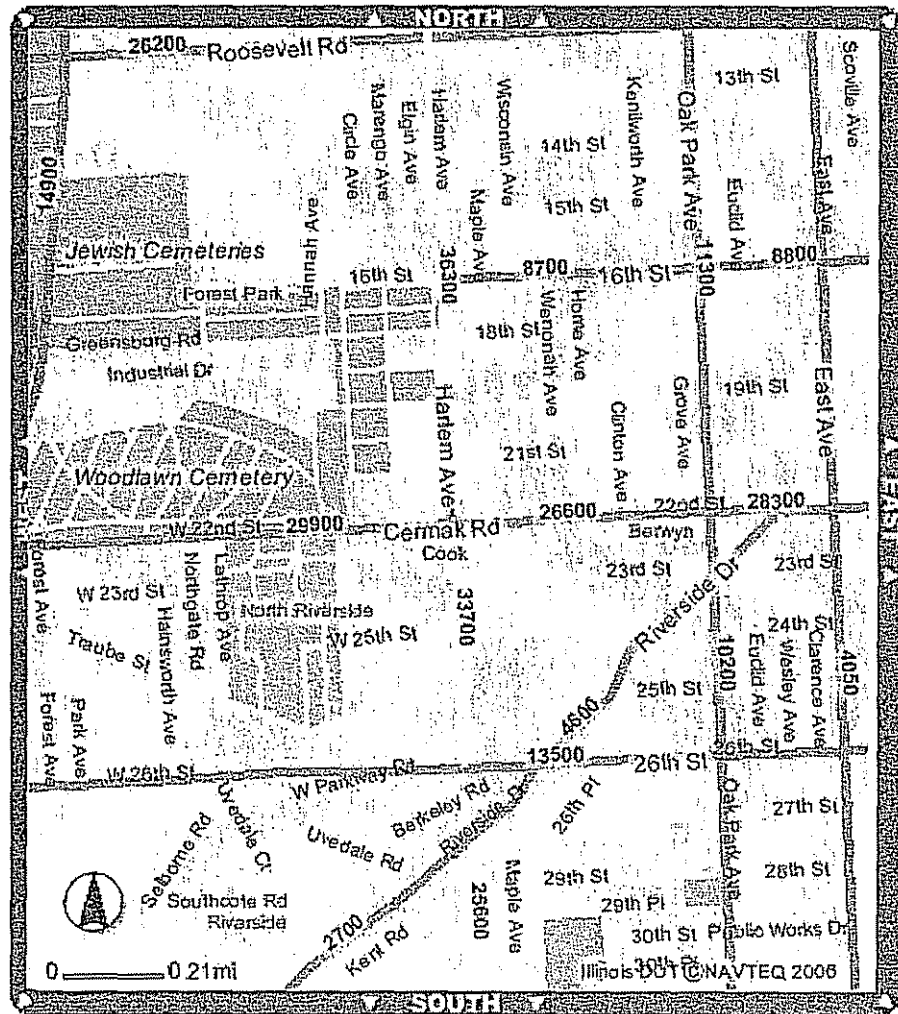 NORTH
26200 Roosevelt Rd
Scoville Ave
13th St
Kenilworth Ave
Oak Park Ave
Wisconsin Ave
Harlem Ave
Elgin Ave
Marengo Ave
Circle Ave
14th St
14900
East Ave
Euclid Ave
15th St
Maple Ave
Hannah Ave
Jewish Cemeteries
36300
11300
8800
8700
16th St
16th St
Forest Park
Home Ave
Wenonah Ave
18th St
Greensburg Rd
Industrial Dr
19th St
East Ave
Harlem Ave
Grove Ave
Clinton Ave
21st St
Woodlawn Cemetery
EAST
W 22nd St
29900
Cermak Rd
26600
22nd St
28300
Cook
Berwyn
Forest Ave
W 23rd St
Northgate Rd
Lathrop Ave
23rd St
Riverside Dr
23rd St
Hainsworth Ave
North Riverside
33700
24th St
Traube St
W 25th St
10200
Euclid Ave
Wesley Ave
Clarence Ave
4050
25th St
Forest Ave
Park Ave
4600
W 26th St
W Parkway Rd
13500
26th St
26th St
Berkeley Rd
Riverside Dr
26th Pl
Oak Park Ave
27th St
Selborne Rd
Uvedale Ct
Uvedale Rd
28th St
Maple Ave
29th St
25600
Southcote Rd
Riverside
29th Pl
2700
Kent Rd
30th St
Public Works Dr
30th Pl
0
0.21mi
Illinois DOT © NAVTEQ 2006
SOUTH